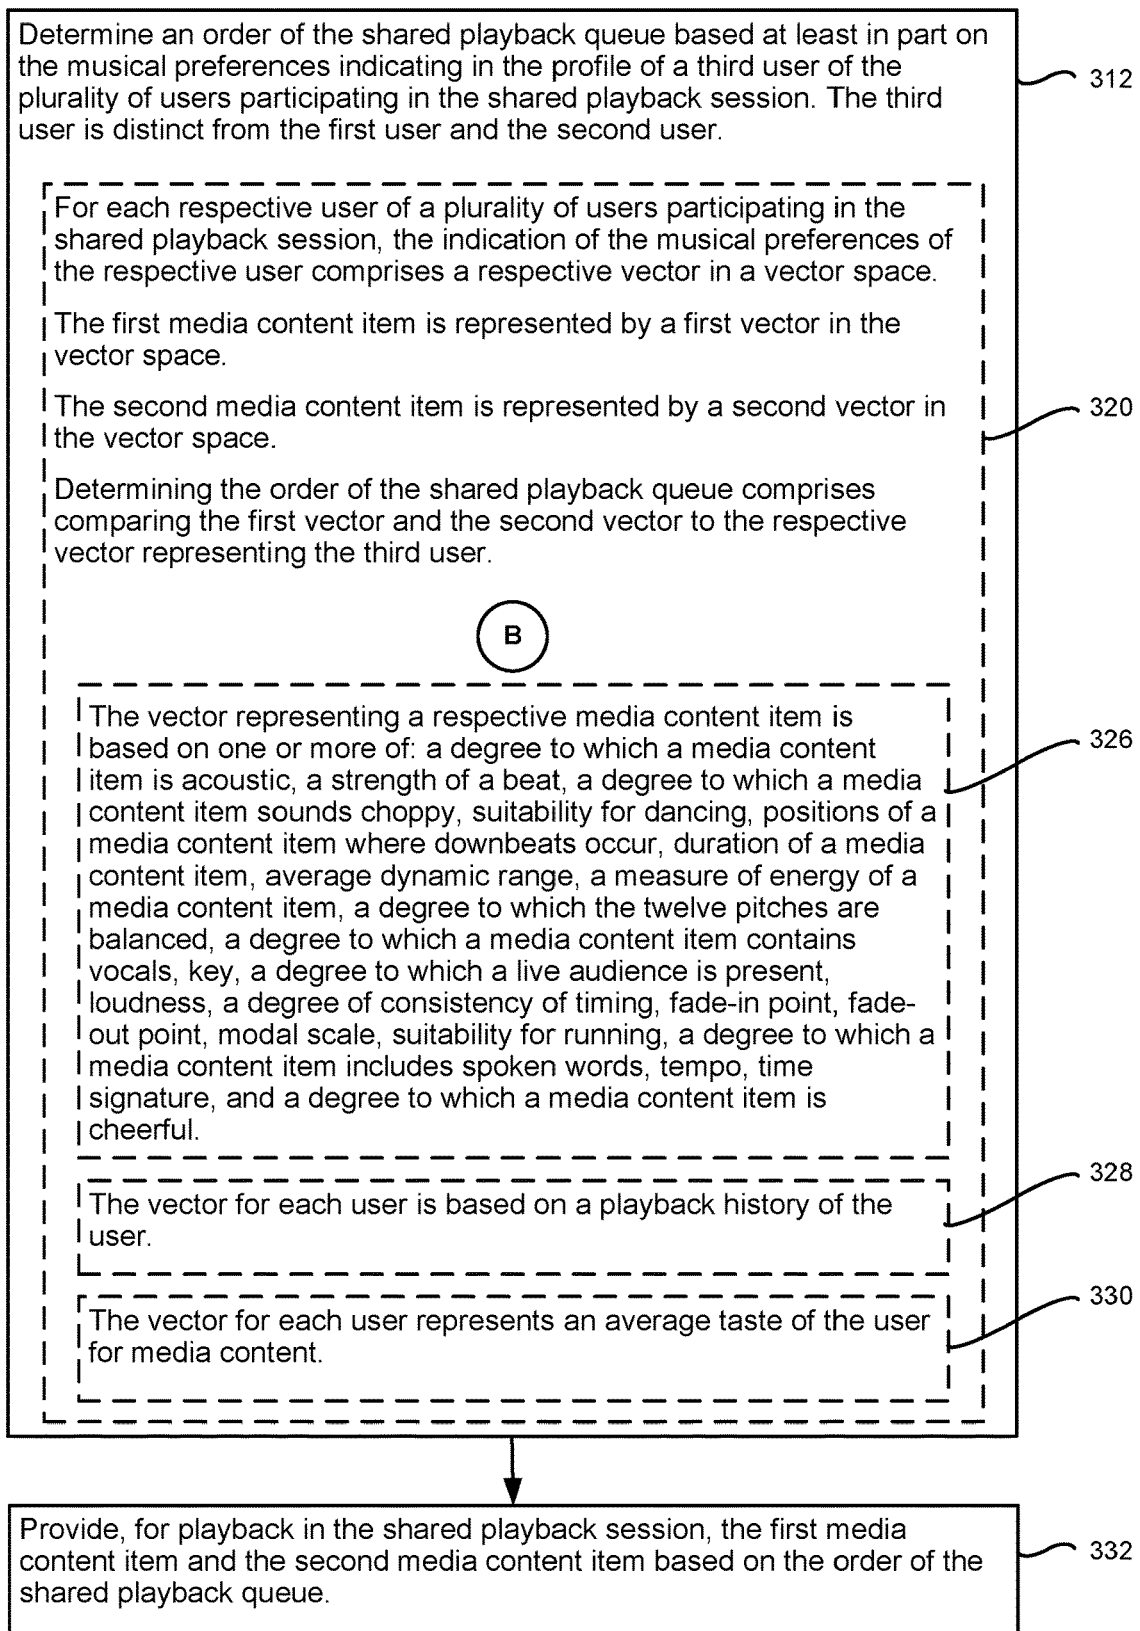 Determine an order of the shared playback queue based at least in part on
the musical preferences indicating in the profile of a third user of the
plurality of users participating in the shared playback session. The third
user is distinct from the first user and the second user.
312
For each respective user of a plurality of users participating in the
shared playback session, the indication of the musical preferences of
the respective user comprises a respective vector in a vector space.
The first media content item is represented by a first vector in the
vector space.
The second media content item is represented by a second vector in
the vector space.
320
Determining the order of the shared playback queue comprises
comparing the first vector and the second vector to the respective
vector representing the third user.
B
The vector representing a respective media content item is
based on one or more of: a degree to which a media content
item is acoustic, a strength of a beat, a degree to which a media
content item sounds choppy, suitability for dancing, positions of a
media content item where downbeats occur, duration of a media
content item, average dynamic range, a measure of energy of a
media content item, a degree to which the twelve pitches are
balanced, a degree to which a media content item contains
vocals, key, a degree to which a live audience is present,
loudness, a degree of consistency of timing, fade-in point, fade-
out point, modal scale, suitability for running, a degree to which a
media content item includes spoken words, tempo, time
signature, and a degree to which a media content item is
cheerful.
326
The vector for each user is based on a playback history of the
user.
328
The vector for each user represents an average taste of the user
for media content.
330
Provide, for playback in the shared playback session, the first media
content item and the second media content item based on the order of the
shared playback queue.
332